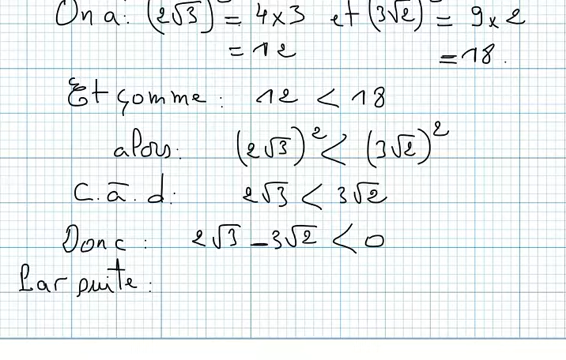 On a: (2√3)² = 4×3 et (3√2)² = 9×2
= 12 = 18.
Et comme: 12 < 18
alors: (2√3)² < (3√2)²
C.à.d: 2√3 < 3√2
Donc: 2√3 - 3√2 < 0
Par suite: